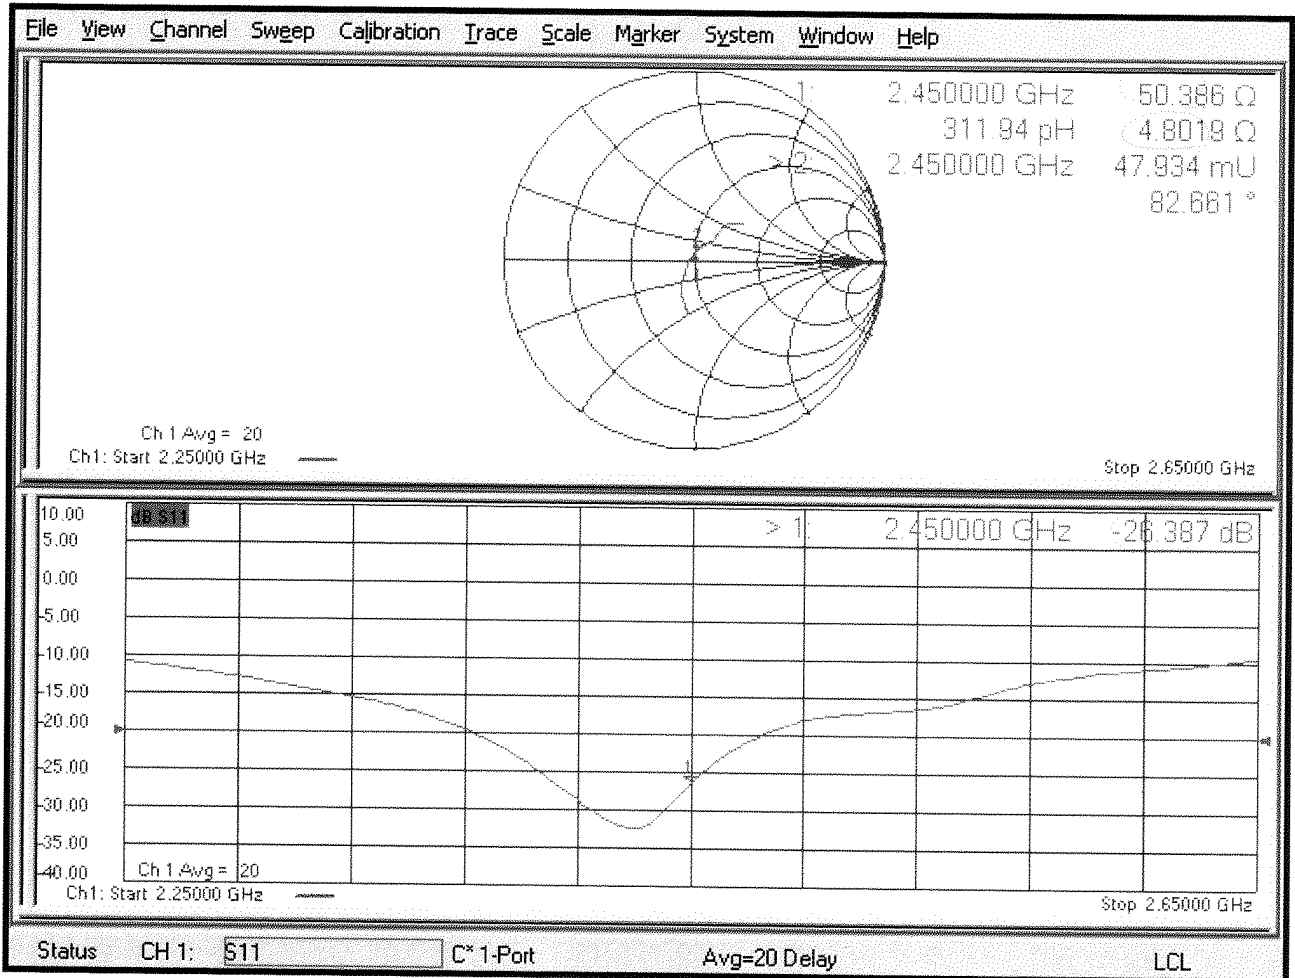 File View Channel Sweep Calibration Trace Scale Marker System Window Help
1: 2.450000 GHz 50.386 Ω
311.94 pH 4.8019 Ω
> 2: 2.450000 GHz 47.934 mU
82.661 °
Ch 1 Avg = 20
Ch1: Start 2.25000 GHz Stop 2.65000 GHz
10.00 dB S11
> 1: 2.450000 GHz -26.387 dB
5.00
0.00
-5.00
-10.00
-15.00
-20.00
1
-25.00
-30.00
-35.00
-40.00
Ch 1 Avg = 20
Ch1: Start 2.25000 GHz Stop 2.65000 GHz
Status CH 1: S11 C* 1-Port Avg=20 Delay LCL